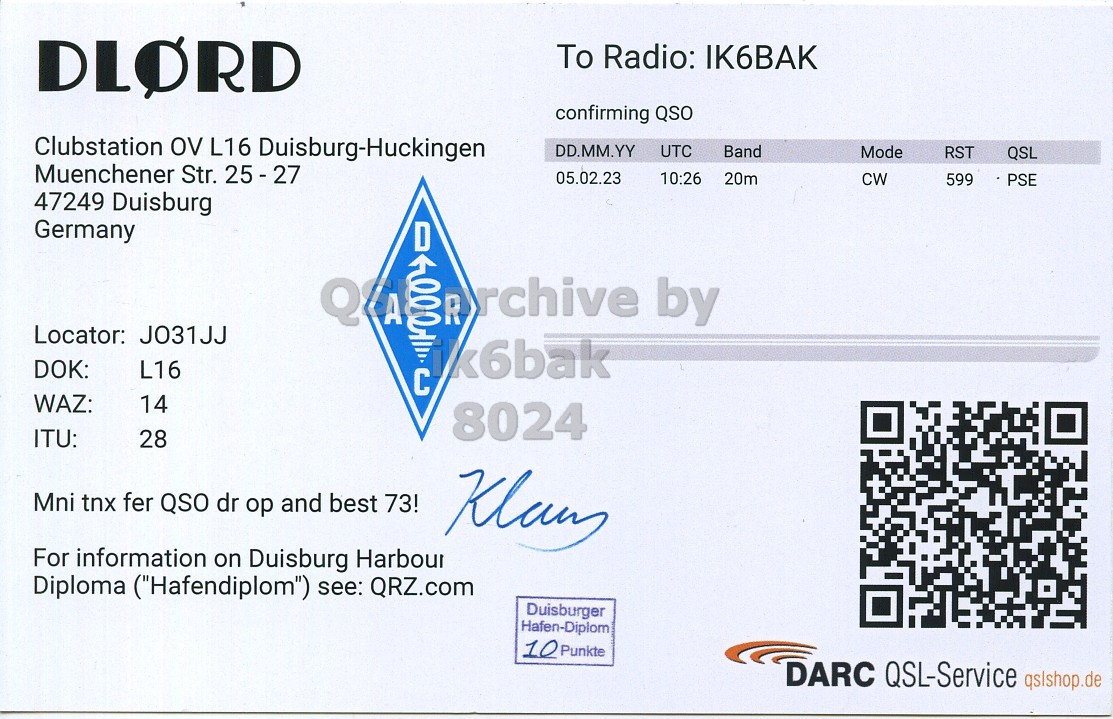 DLØRD
Clubstation OV L16 Duisburg-Huckingen
Muenchener Str. 25 - 27
47249 Duisburg
Germany
Locator: JO31JJ
DOK: L16
WAZ: 14
ITU: 28
Mni tnx fer QSO dr op and best 73!
Klaus
For information on Duisburg Harbour
Diploma ("Hafendiplom") see: QRZ.com
D
A R
C
QSL archive by
ik6bak
8024
To Radio: IK6BAK
confirming QSO
DD.MM.YY UTC Band Mode RST QSL
05.02.23 10:26 20m CW 599 PSE
Duisburger
Hafen-Diplom
10 Punkte
DARC QSL-Service qslshop.de